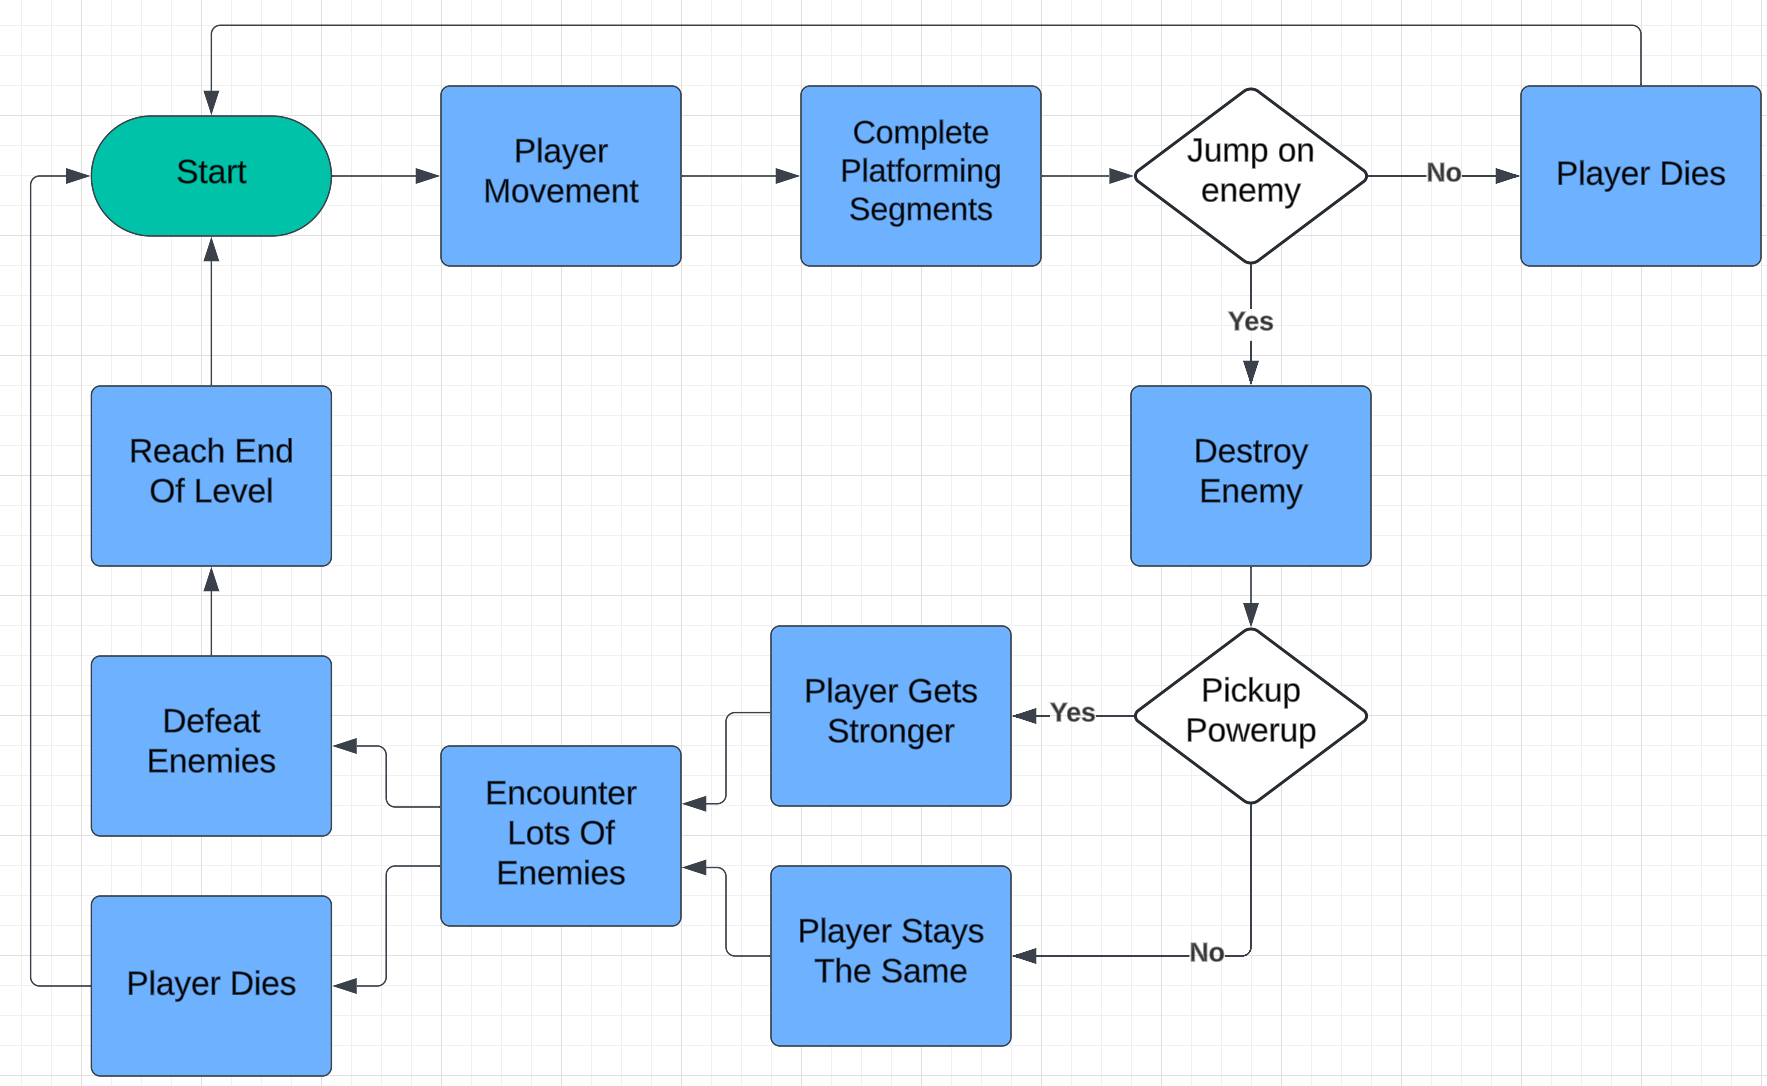 Start
Player
Movement
Complete
Platforming
Segments
Jump on
enemy
No
Player Dies
Yes
Destroy
Enemy
Pickup
Powerup
Yes
Player Gets
Stronger
No
Player Stays
The Same
Encounter
Lots Of
Enemies
Defeat
Enemies
Reach End
Of Level
Player Dies